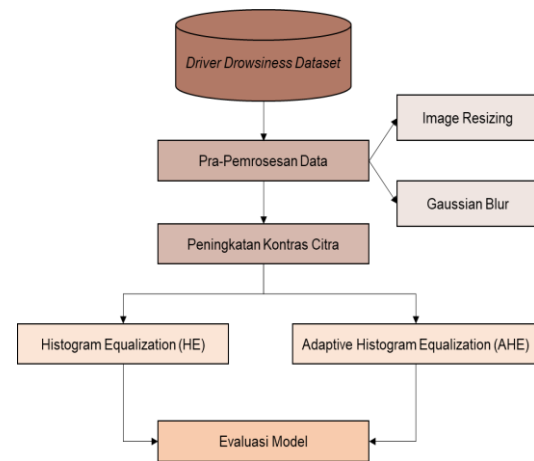 Driver Drowsiness Dataset
Image Resizing
Pra-Pemrosesan Data
Gaussian Blur
Peningkatan Kontras Citra
Histogram Equalization (HE)
Adaptive Histogram Equalization (AHE)
Evaluasi Model